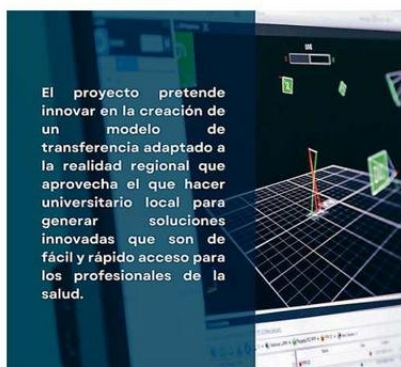 El proyecto pretende
innovar en la creación de
un modelo de
transferencia adaptado a
la realidad regional que
aprovecha el que hacer
universitario local para
generar soluciones
innovadas que son de
fácil y rápido acceso para
los profesionales de la
salud.